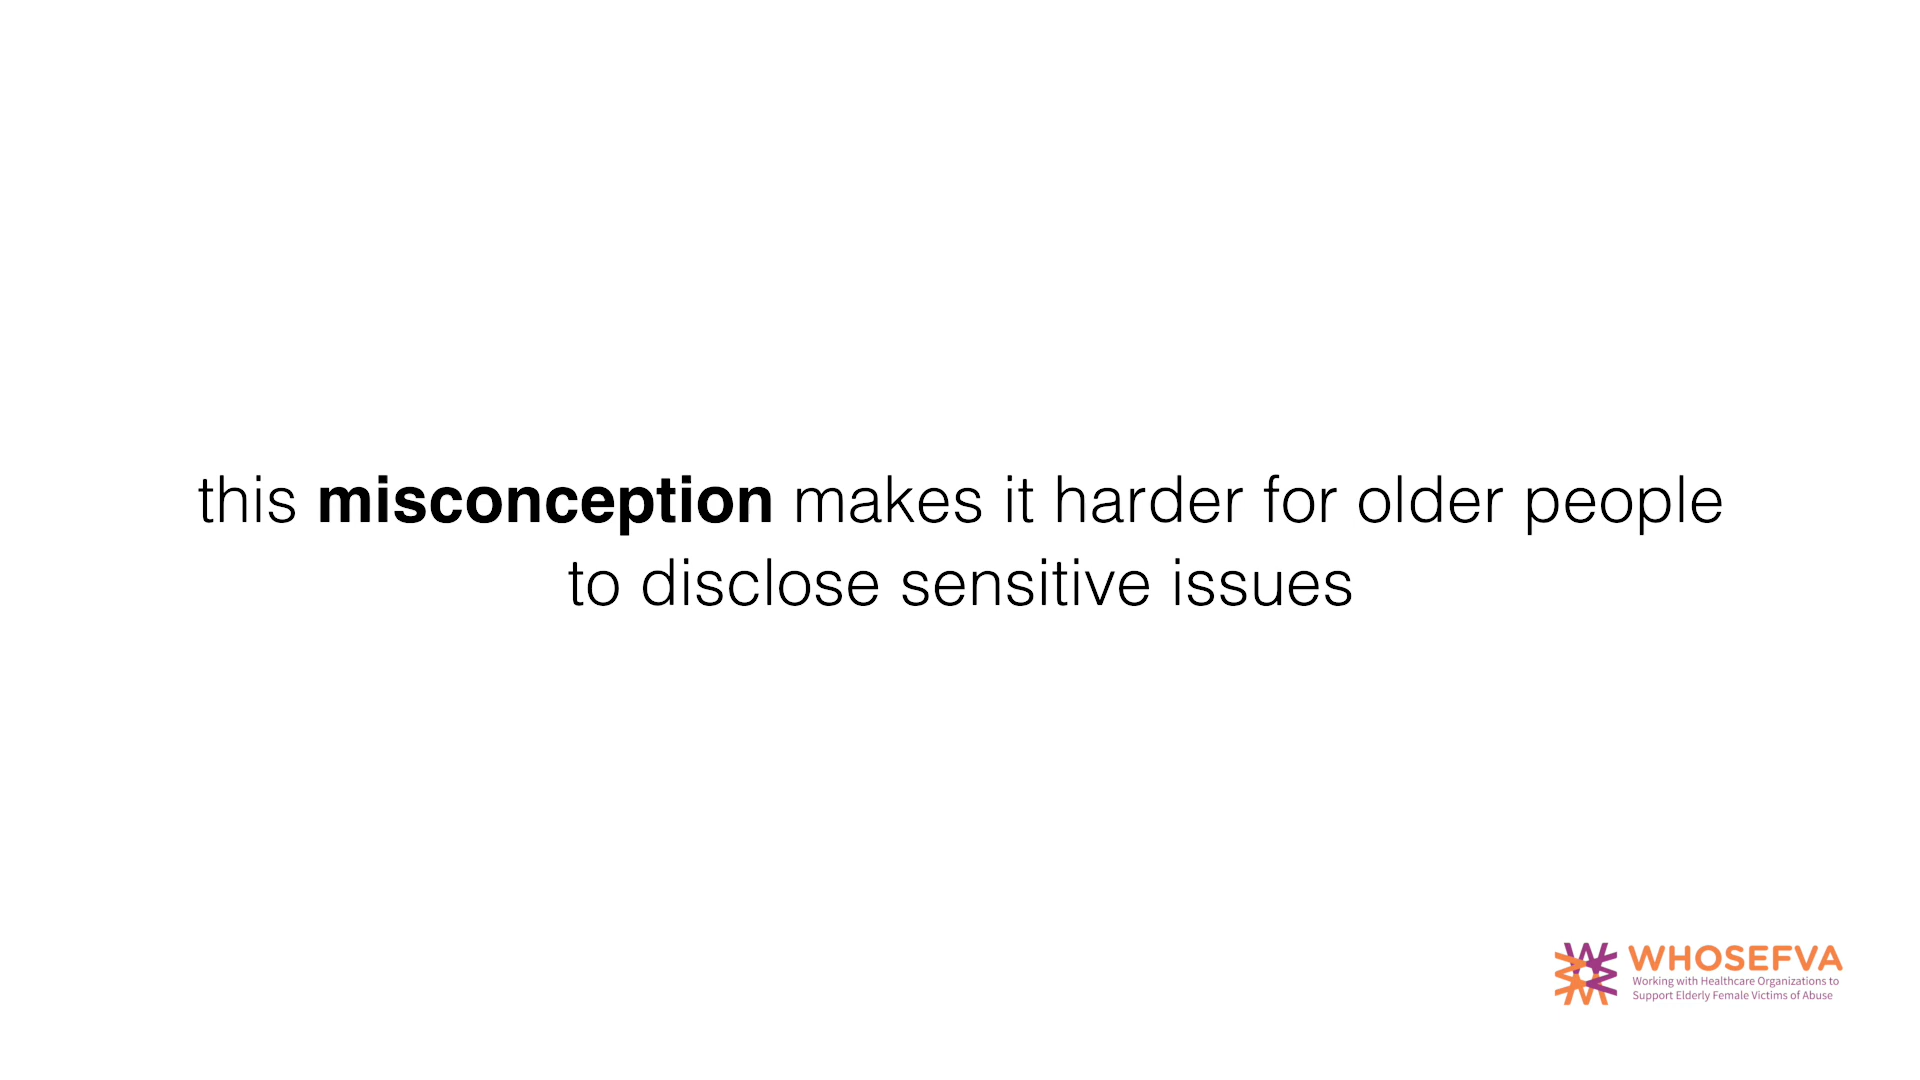 this misconception makes it harder for older people
to disclose sensitive issues
WHOSEFVA
Working with Healthcare Organizations to
Support Elderly Female Victims of Abuse